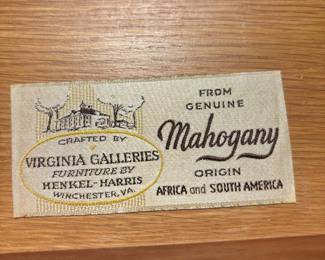 CRAFTED BY
VIRGINIA GALLERIES
FURNITURE BY
HENKEL-HARRIS
WINCHESTER, VA.
FROM
GENUINE
Mahogany
ORIGIN
AFRICA and SOUTH AMERICA